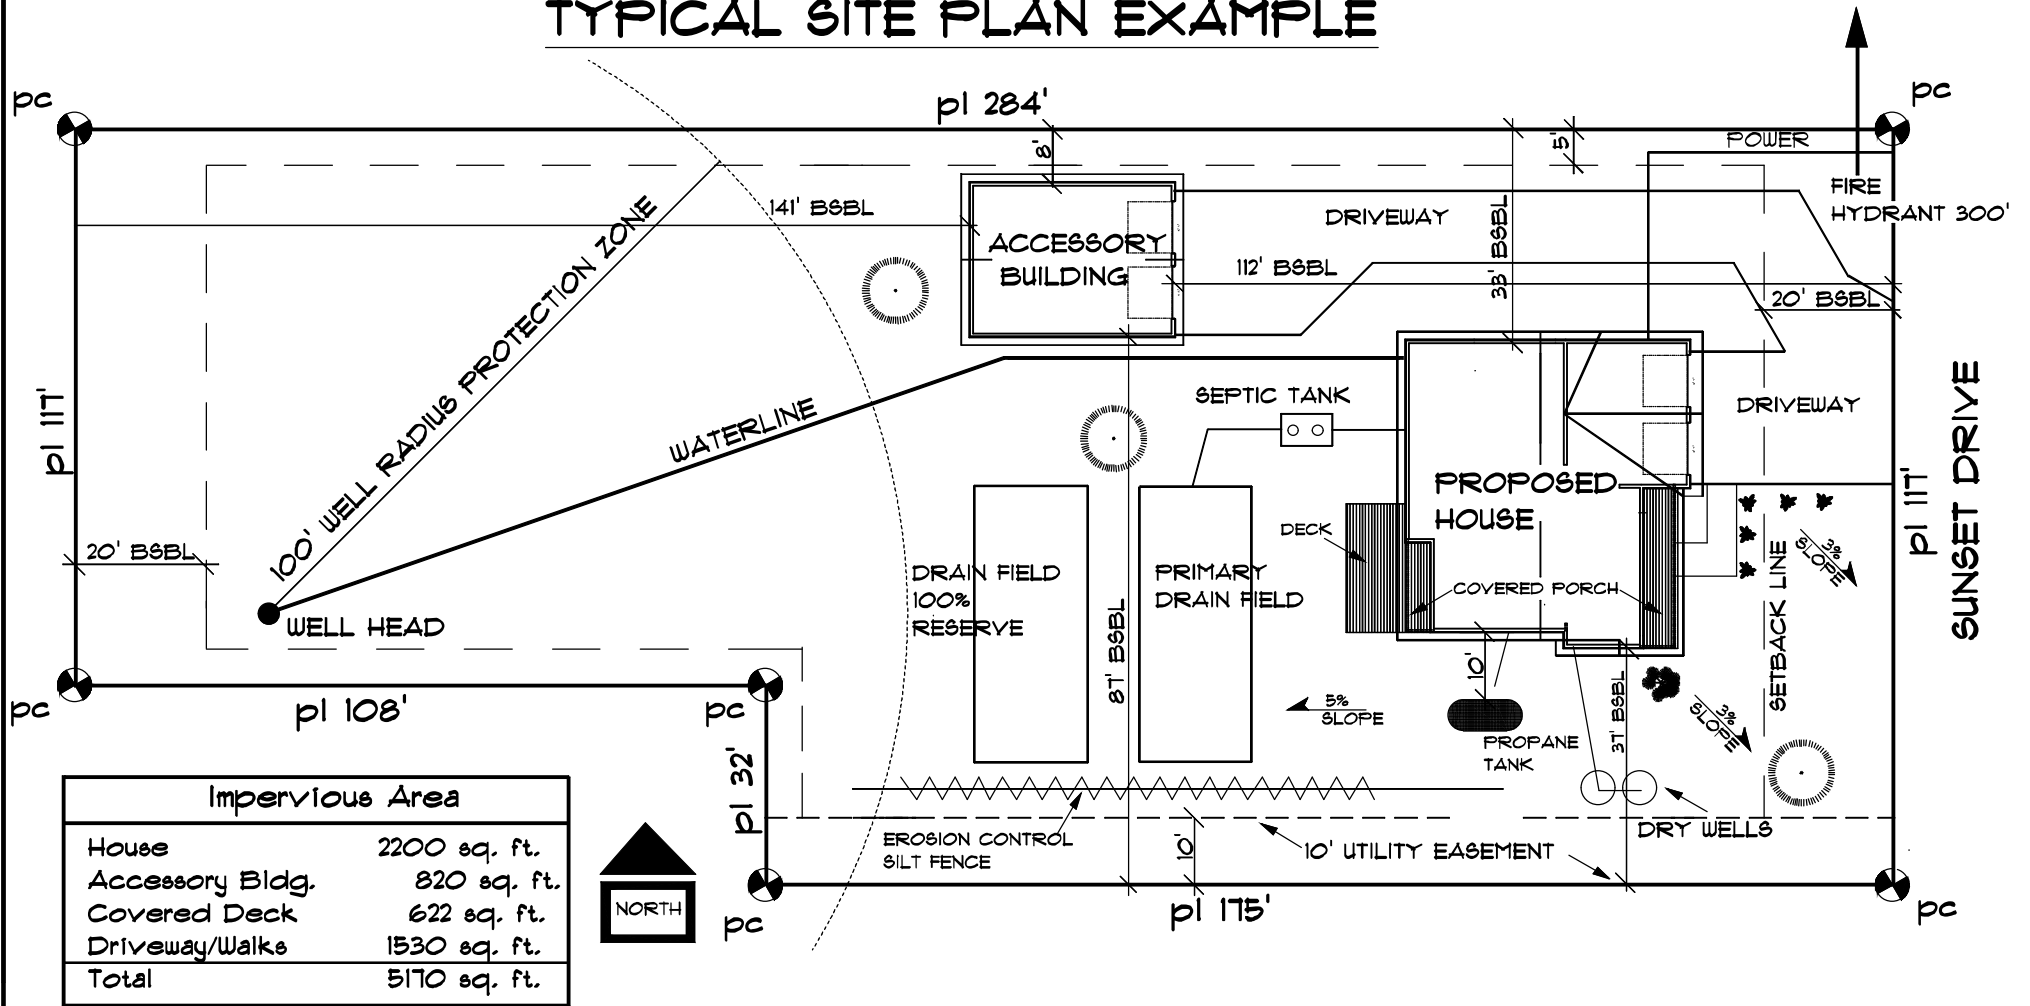 TYPICAL SITE PLAN EXAMPLE
pc
pl 284'
pc
POWER
8'
5'
FIRE
HYDRANT 300'
141' BSBL
DRIVEWAY
33' BSBL
ACCESSORY
BUILDING
112' BSBL
20' BSBL
100' WELL RADIUS PROTECTION ZONE
WATERLINE
SEPTIC TANK
DRIVEWAY
pl 117'
PROPOSED
HOUSE
pl 117'
SUNSET DRIVE
DECK
3%
SLOPE
20' BSBL
DRAIN FIELD
100%
RESERVE
PRIMARY
DRAIN FIELD
COVERED PORCH
SETBACK LINE
WELL HEAD
87' BSBL
10'
37' BSBL
5%
SLOPE
3%
SLOPE
pc
pl 108'
pc
PROPANE
TANK
pl 32'
EROSION CONTROL
SILT FENCE
10'
10' UTILITY EASEMENT
DRY WELLS
pc
pl 175'
pc
NORTH
Impervious Area
House 2200 sq. ft.
Accessory Bldg. 820 sq. ft.
Covered Deck 622 sq. ft.
Driveway/Walks 1530 sq. ft.
Total 5170 sq. ft.